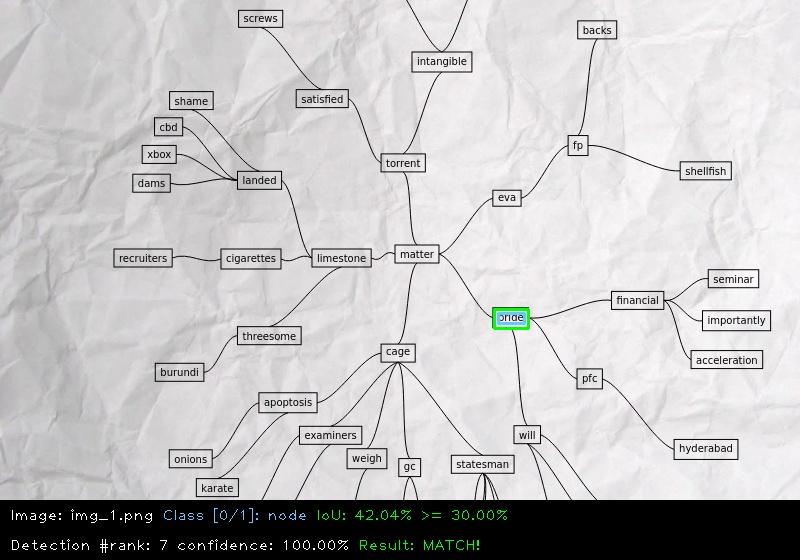 screws
backs
intangible
satisfied
shame
cbd
xbox
dams
landed
torrent
fp
shellfish
eva
matter
recruiters
cigarettes
limestone
seminar
financial
importantly
acceleration
threesome
burundi
cage
pfc
apoptosis
onions
karate
examiners
weigh
gc
statesman
will
hyderabad
Image: img_1.png Class [0/1]: node IoU: 42.04% >= 30.00%
Detection #rank: 7 confidence: 100.00% Result: MATCH!